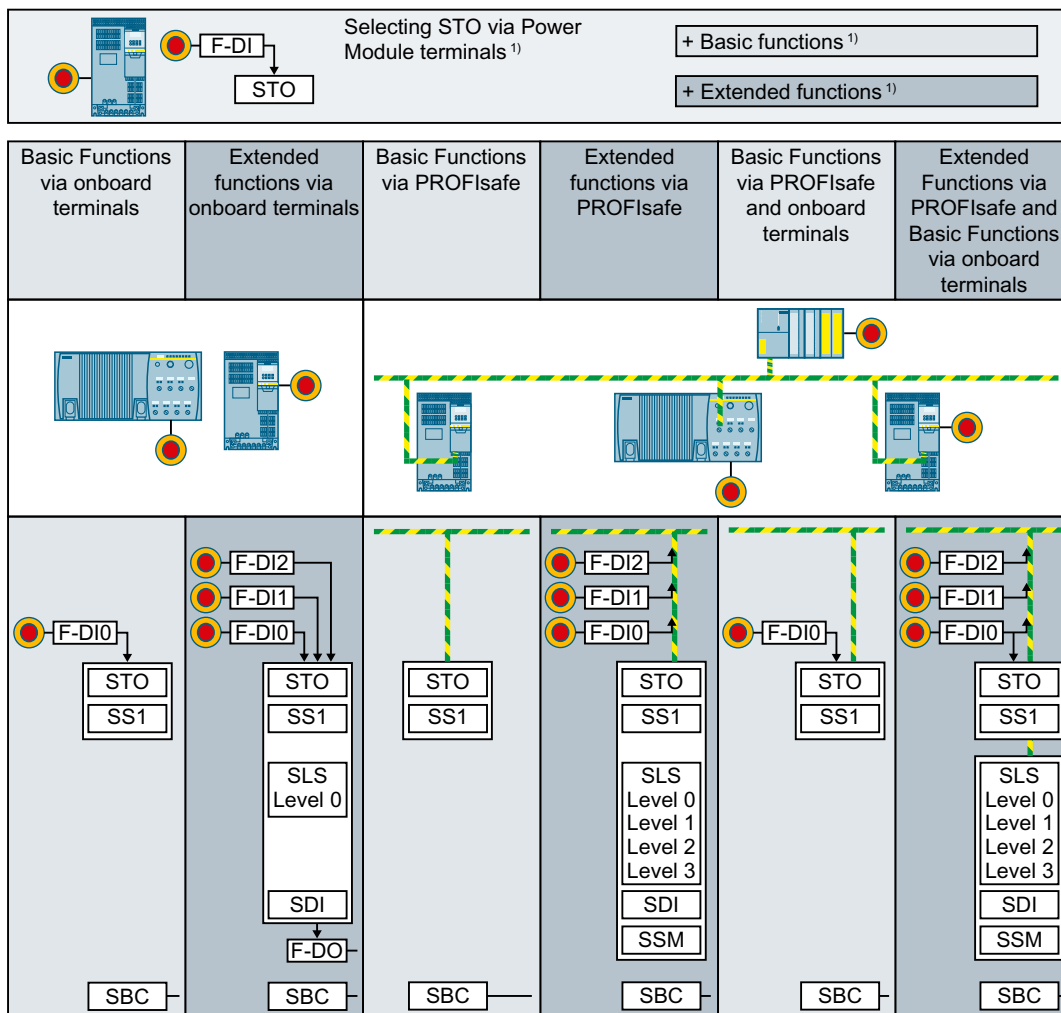 F-DI
STO
Selecting STO via Power
Module terminals 1)
+ Basic functions 1)
+ Extended functions 1)
Basic Functions
via onboard
terminals
Extended
functions via
onboard terminals
Basic Functions
via PROFIsafe
Extended
functions via
PROFIsafe
Basic Functions
via PROFIsafe
and onboard
terminals
Extended
Functions via
PROFIsafe and
Basic Functions
via onboard
terminals
F-DI0
STO
SS1
SBC
F-DI2
F-DI1
F-DI0
STO
SS1
SLS
Level 0
SDI
F-DO
SBC
STO
SS1
SBC
F-DI2
F-DI1
F-DI0
STO
SS1
SLS
Level 0
Level 1
Level 2
Level 3
SDI
SSM
SBC
F-DI0
STO
SS1
SBC
F-DI2
F-DI1
F-DI0
STO
SS1
SLS
Level 0
Level 1
Level 2
Level 3
SDI
SSM
SBC